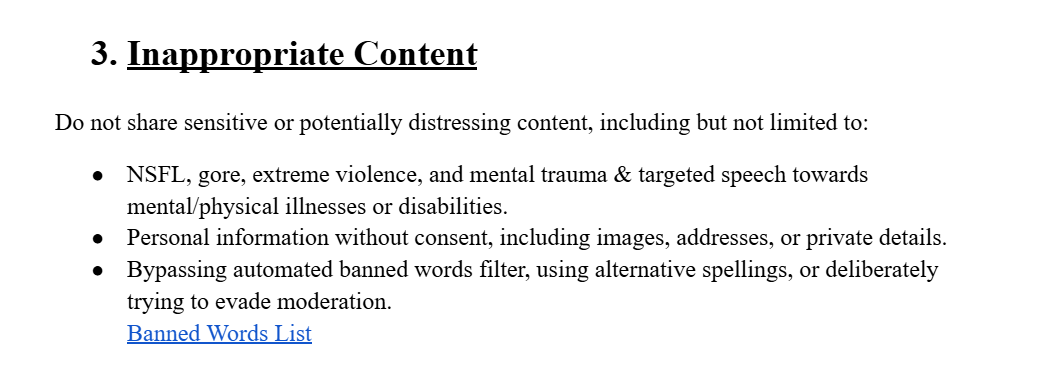 3. Inappropriate Content
Do not share sensitive or potentially distressing content, including but not limited to:
● NSFL, gore, extreme violence, and mental trauma & targeted speech towards
mental/physical illnesses or disabilities.
● Personal information without consent, including images, addresses, or private details.
● Bypassing automated banned words filter, using alternative spellings, or deliberately
trying to evade moderation.
Banned Words List